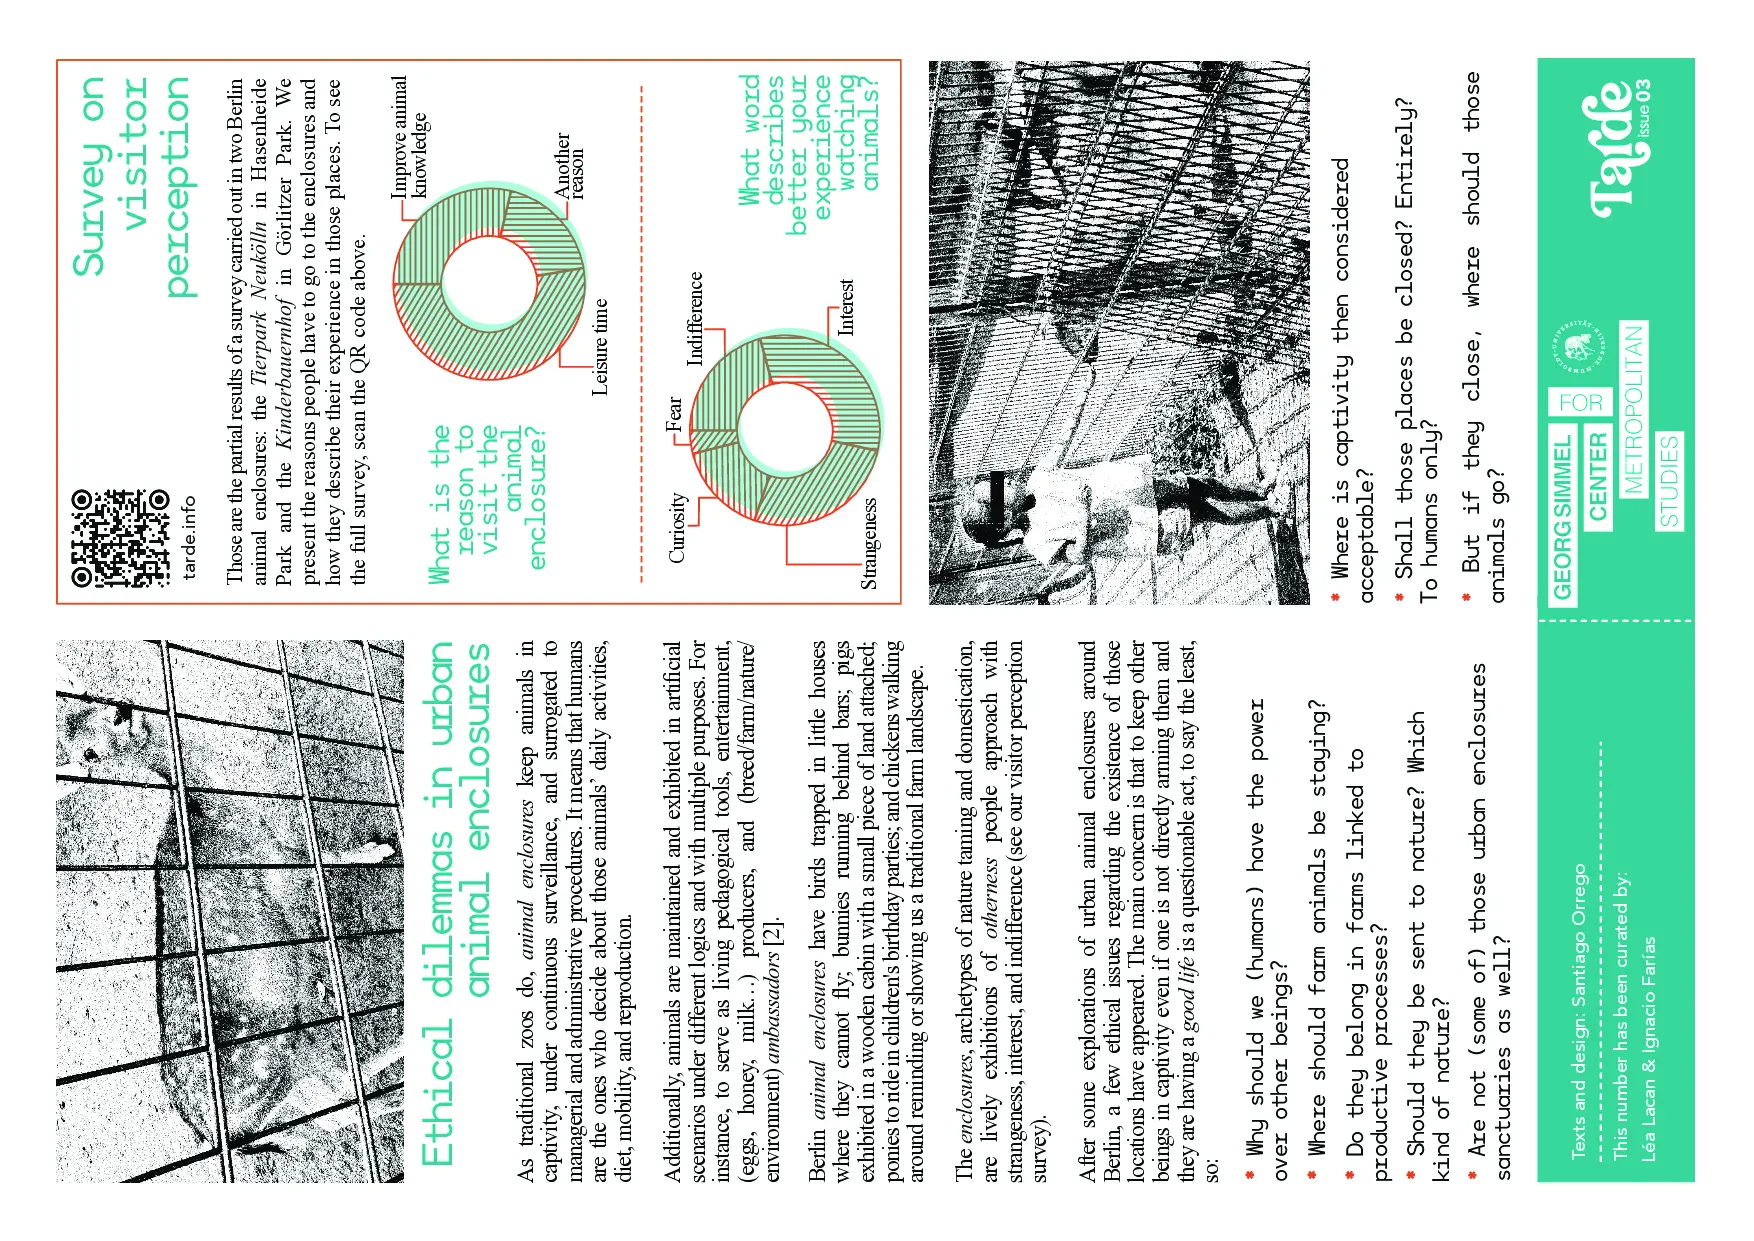 Ethical dilemmas in urban
animal enclosures
As traditional zoos do, animal enclosures keep animals in
captivity, under continuous surveillance, and surrogated to
managerial and administrative procedures. It means that humans
are the ones who decide about those animals' daily activities,
diet, mobility, and reproduction.
Additionally, animals are maintained and exhibited in artificial
scenarios under different logics and with multiple purposes. For
instance, to serve as living pedagogical tools, entertainment,
(eggs, honey, milk…) producers, and (breed/farm/nature/
environment) ambassadors [2].
Berlin animal enclosures have birds trapped in little houses
where they cannot fly; bunnies running behind bars; pigs
exhibited in a wooden cabin with a small piece of land attached;
ponies to ride in children's birthday parties; and chickens walking
around reminding or showing us a traditional farm landscape.
The enclosures, archetypes of nature taming and domestication,
are lively exhibitions of otherness people approach with
strangeness, interest, and indifference (see our visitor perception
survey).
After some explorations of urban animal enclosures around
Berlin, a few ethical issues regarding the existence of those
locations have appeared. The main concern is that to keep other
beings in captivity even if one is not directly arming them and
they are having a good life is a questionable act, to say the least,
so:
* Why should we (humans) have the power
over other beings?
* Where should farm animals be staying?
* Do they belong in farms linked to
productive processes?
* Should they be sent to nature? Which
kind of nature?
* Are not (some of) those urban enclosures
sanctuaries as well?
tarde.info
Survey on
visitor
perception
Those are the partial results of a survey carried out in two Berlin
animal enclosures: the Tierpark Neukölln in Hasenheide
Park and the Kinderbauernhof in Görlitzer Park. We
present the reasons people have to go to the enclosures and
how they describe their experience in those places. To see
the full survey, scan the QR code above.
What is the
reason to
visit the
animal
enclosure?
Improve animal
knowledge
Another
reason
Leisure time
Curiosity
Fear
Indifference
Interest
Strangeness
What word
describes
better your
experience
watching
animals?
* Where is captivity then considered
acceptable?
* Shall those places be closed? Entirely?
To humans only?
* But if they close, where should those
animals go?
Texts and design: Santiago Orrego
This number has been curated by:
Léa Lacan & Ignacio Farías
GEORG SIMMEL
CENTER
FOR
METROPOLITAN
STUDIES
HUMBOLDT-UNIVERSITÄT ZU BERLIN
Tarde
issue 03